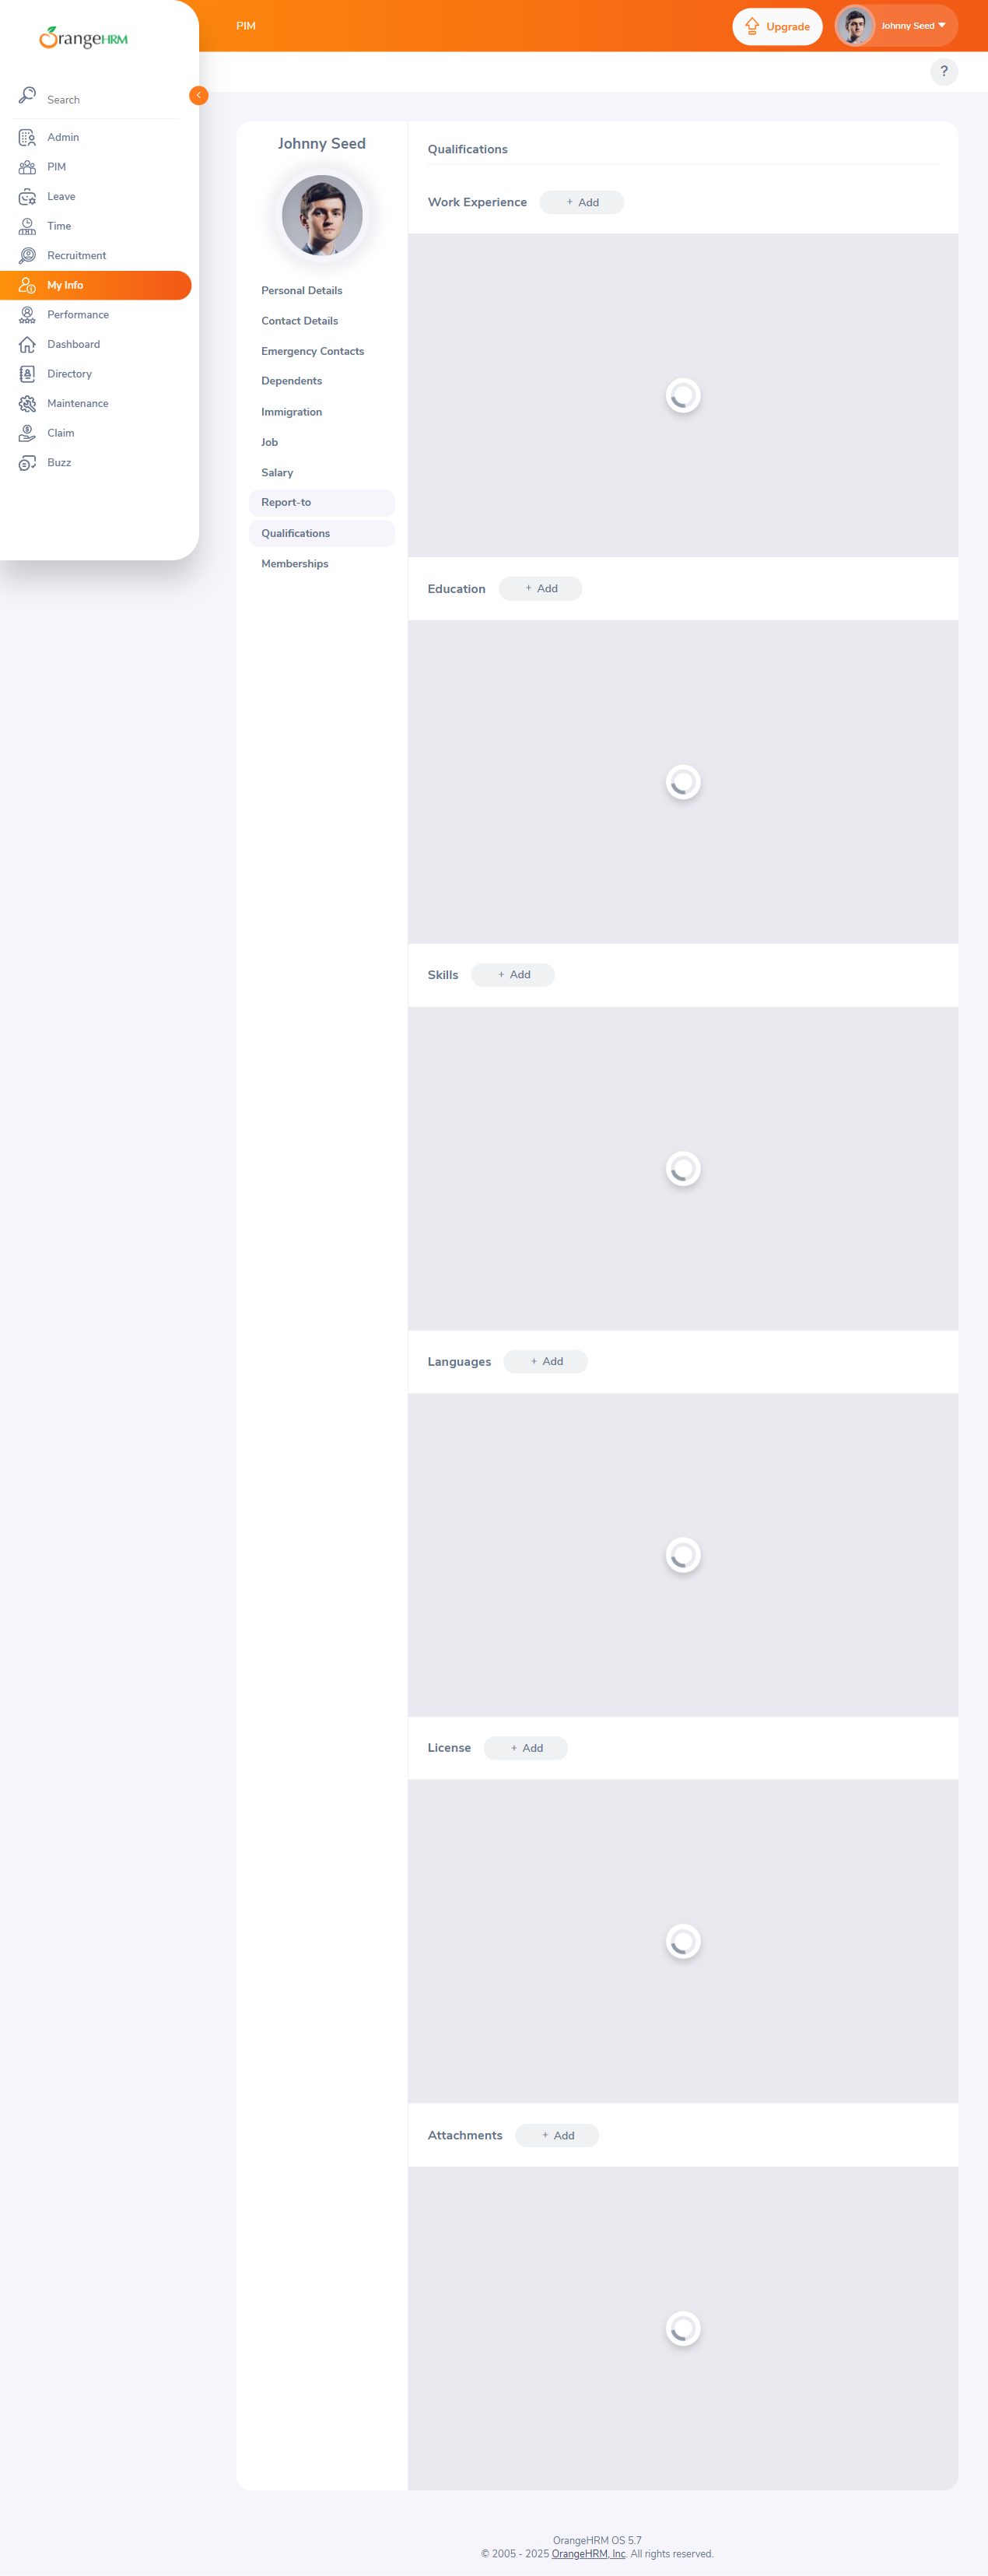 OrangeHRM
PIM
Upgrade
Johnny Seed
?
Search
Admin
PIM
Leave
Time
Recruitment
My Info
Performance
Dashboard
Directory
Maintenance
Claim
Buzz
Johnny Seed
Personal Details
Contact Details
Emergency Contacts
Dependents
Immigration
Job
Salary
Report-to
Qualifications
Memberships
Qualifications
Work Experience + Add
Education + Add
Skills + Add
Languages + Add
License + Add
Attachments + Add
OrangeHRM OS 5.7
© 2005 - 2025 OrangeHRM, Inc. All rights reserved.